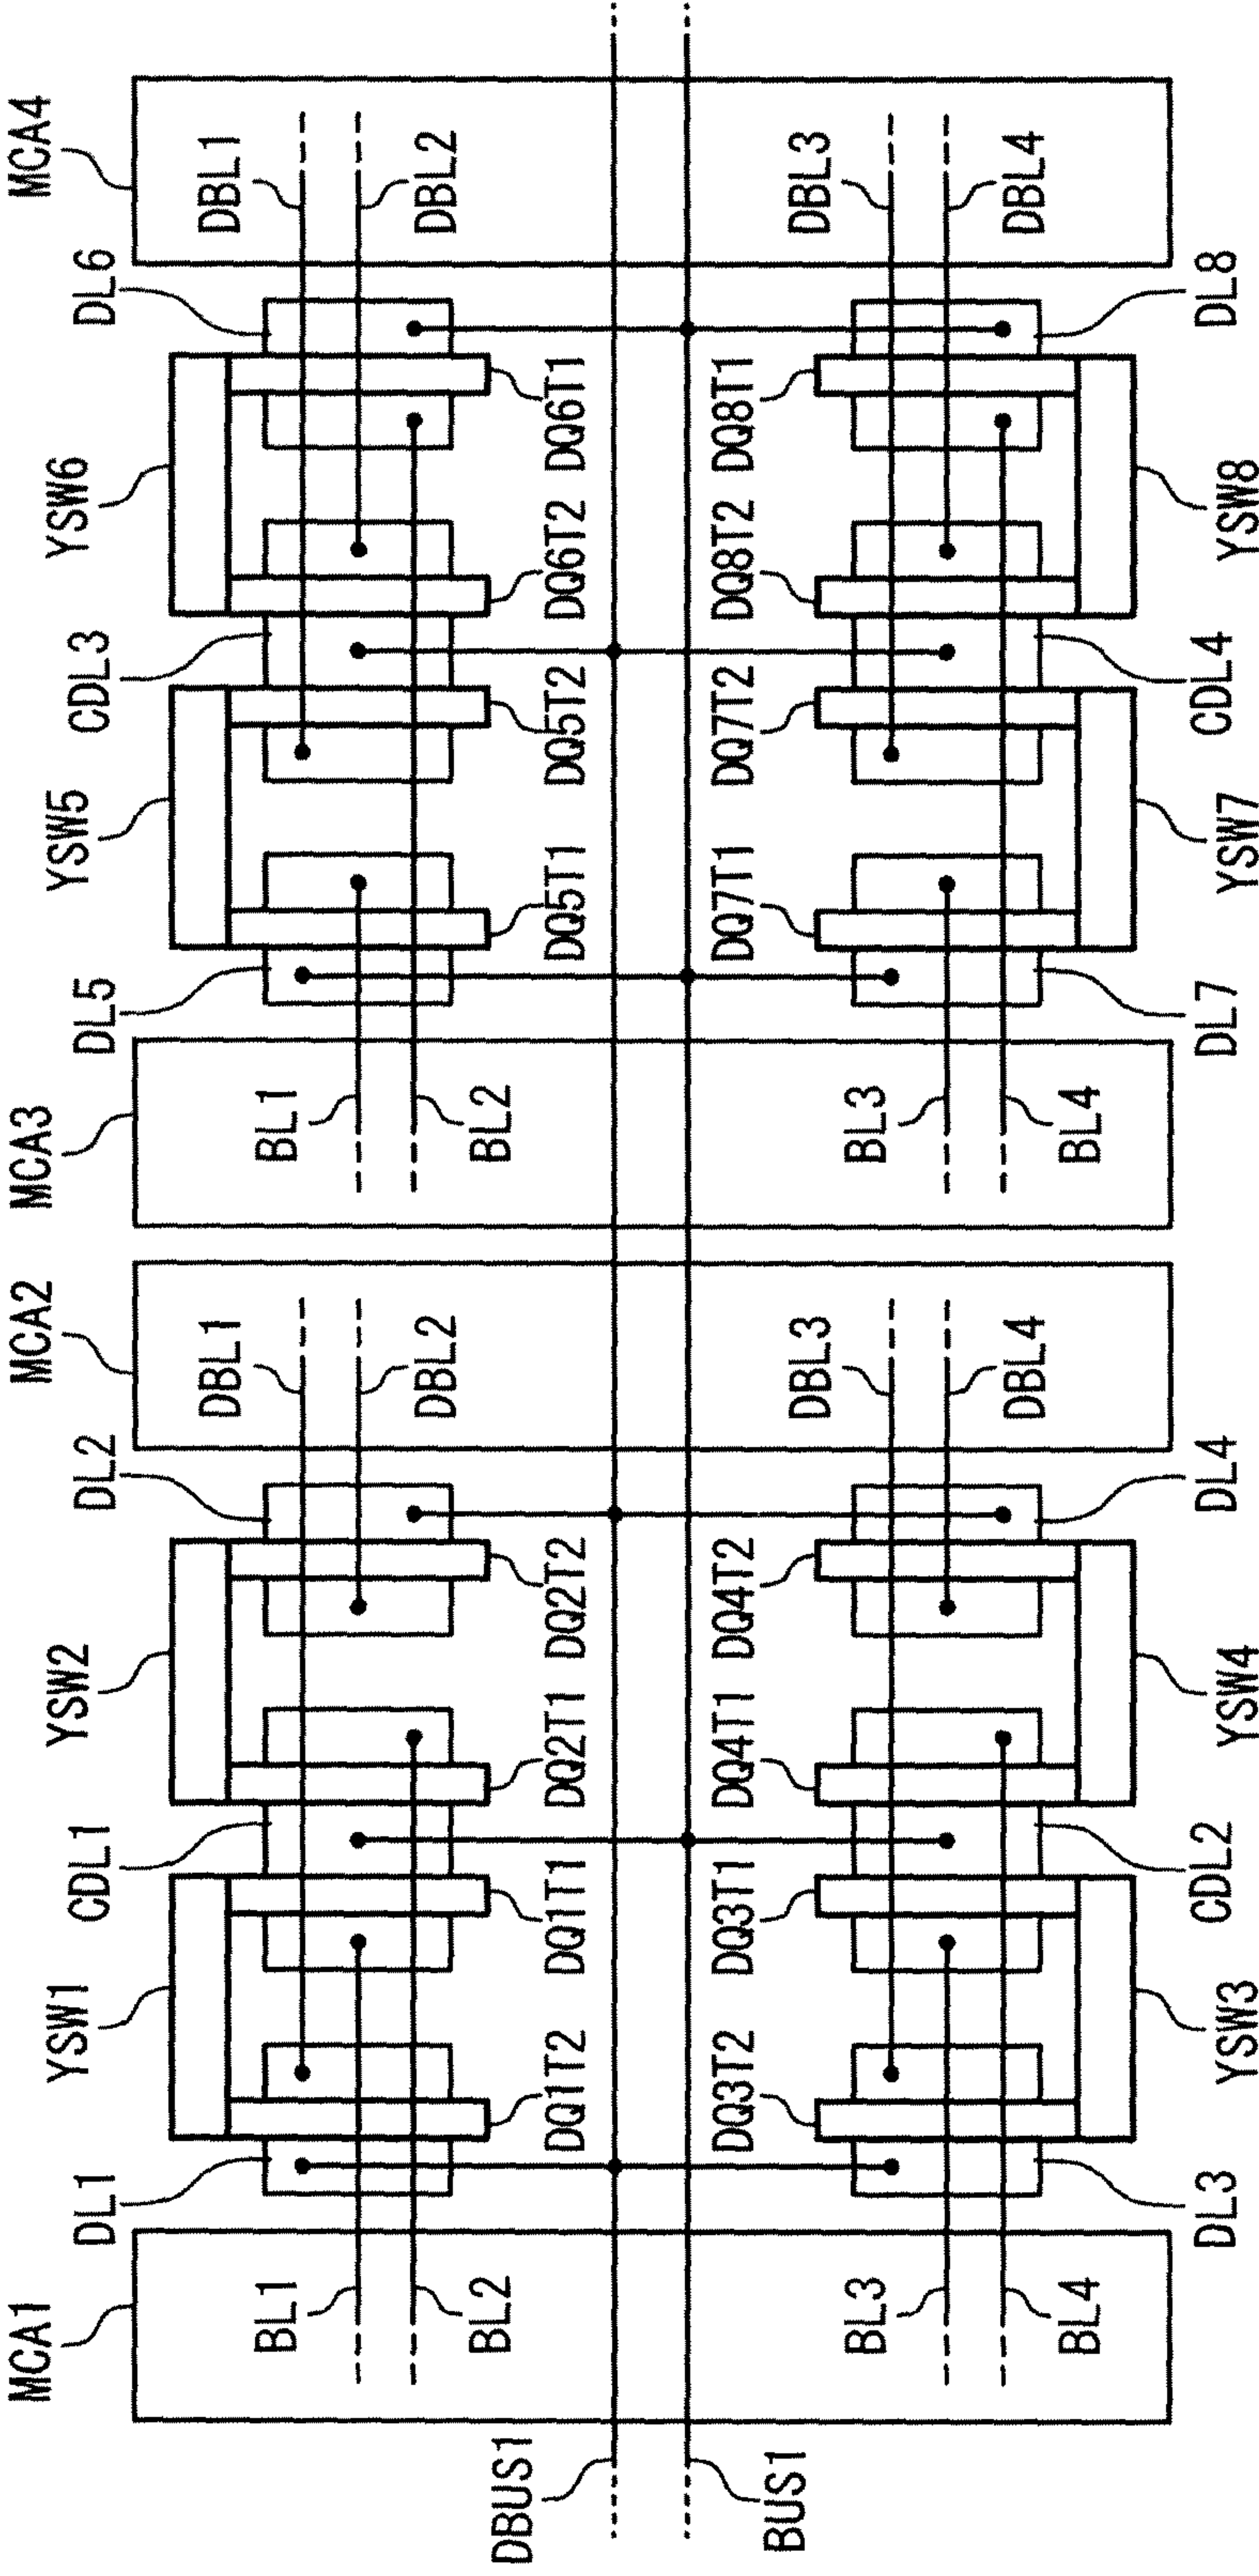 MCA1
MCA2
MCA3
MCA4
DL1
CDL1
DL2
DL5
CDL3
DL6
YSW1
YSW2
YSW5
YSW6
BL1
DBL1
BL1
DBL1
BL2
DBL2
BL2
DBL2
DQ1T2
DQ1T1
DQ2T1
DQ2T2
DQ5T1
DQ5T2
DQ6T2
DQ6T1
DBUS1
BUS1
DQ3T2
DQ3T1
DQ4T1
DQ4T2
DQ7T1
DQ7T2
DQ8T2
DQ8T1
BL3
DBL3
BL3
DBL3
BL4
DBL4
BL4
DBL4
DL3
CDL2
DL4
DL7
CDL4
DL8
YSW3
YSW4
YSW7
YSW8